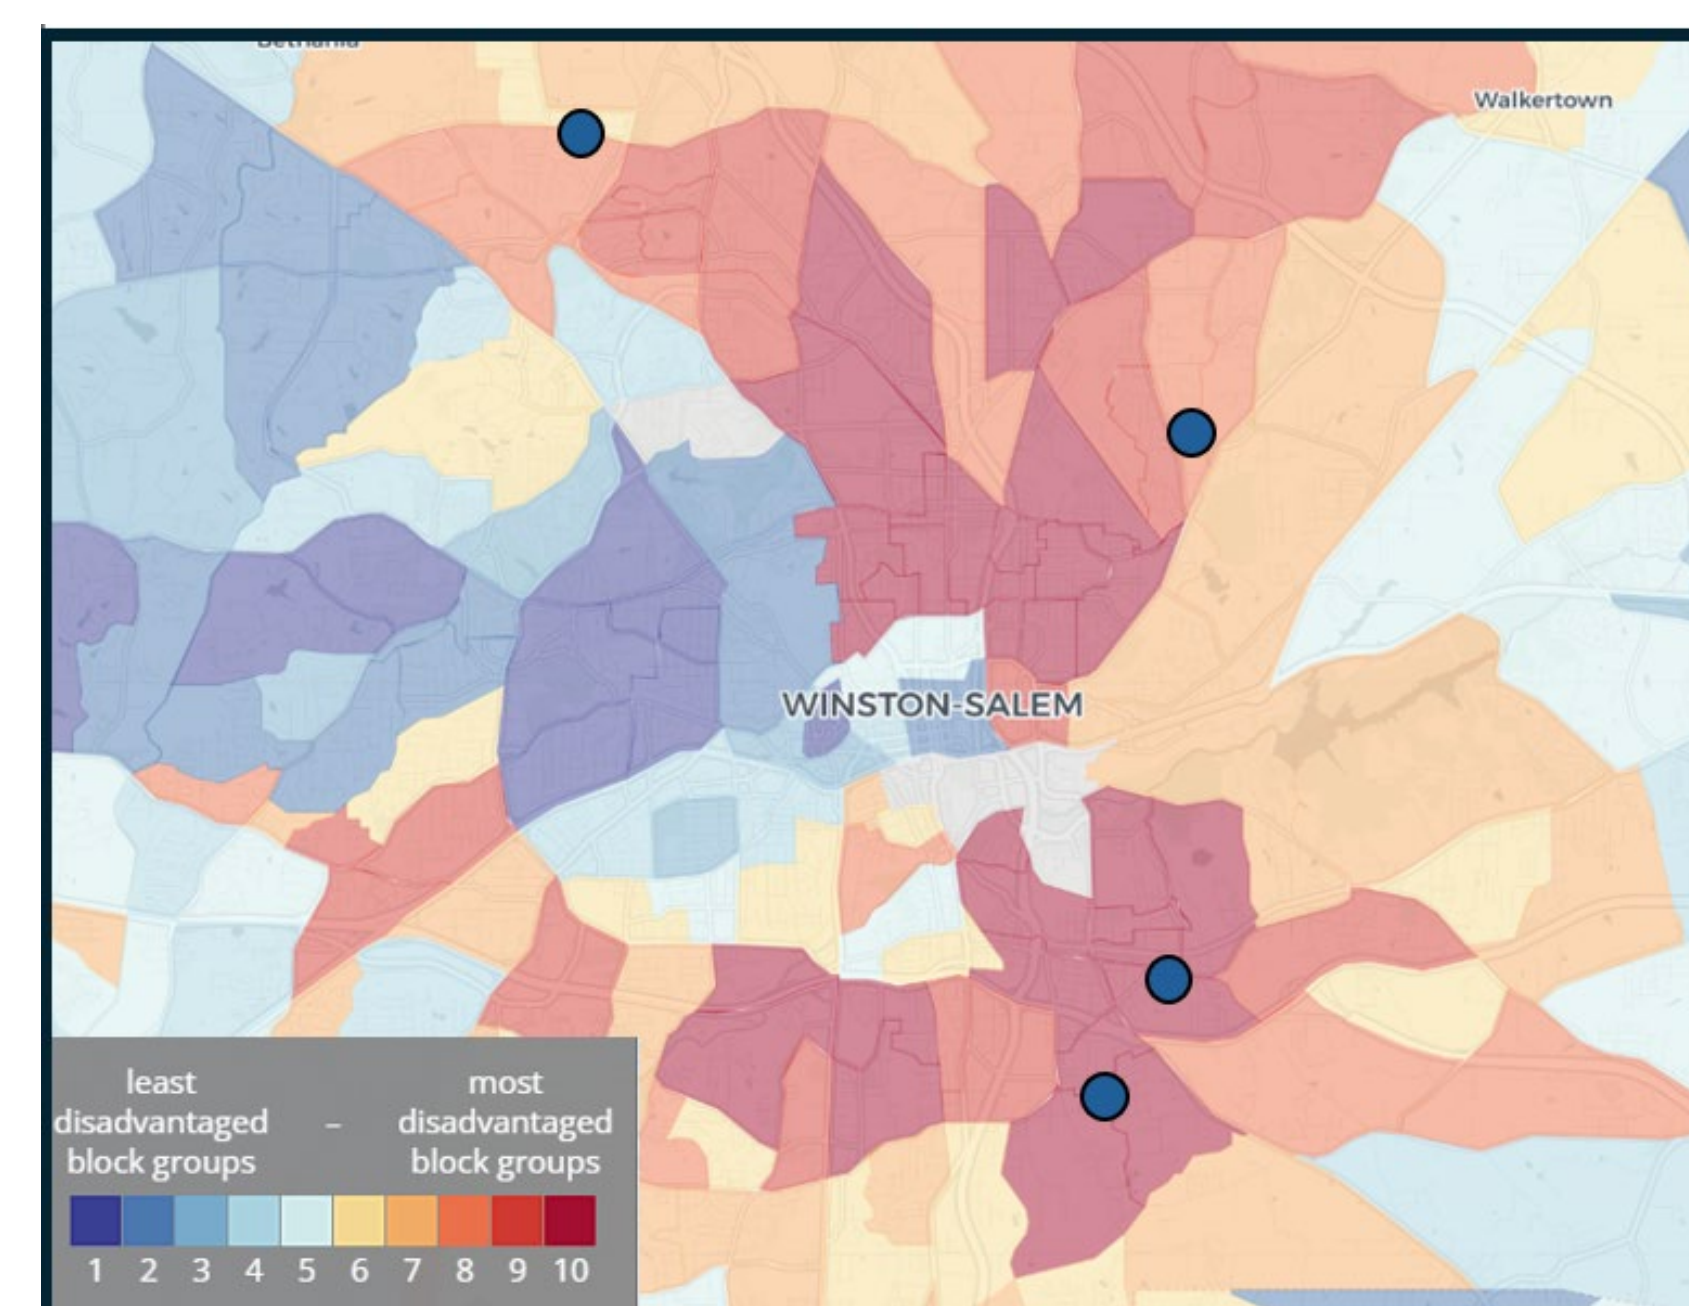 Bethania
Walkertown
WINSTON-SALEM
least
disadvantaged
block groups
–
most
disadvantaged
block groups
1 2 3 4 5 6 7 8 9 10